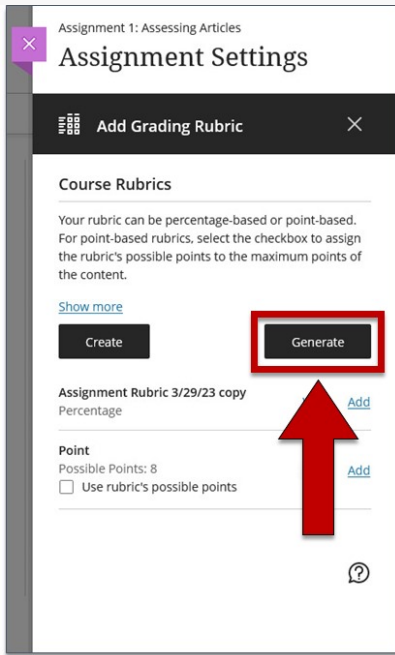 Assignment 1: Assessing Articles
Assignment Settings
Add Grading Rubric
Course Rubrics
Your rubric can be percentage-based or point-based.
For point-based rubrics, select the checkbox to assign
the rubric's possible points to the maximum points of
the content.
Show more
Create
Generate
Assignment Rubric 3/29/23 copy
Add
Percentage
Point
Possible Points: 8
Add
Use rubric's possible points